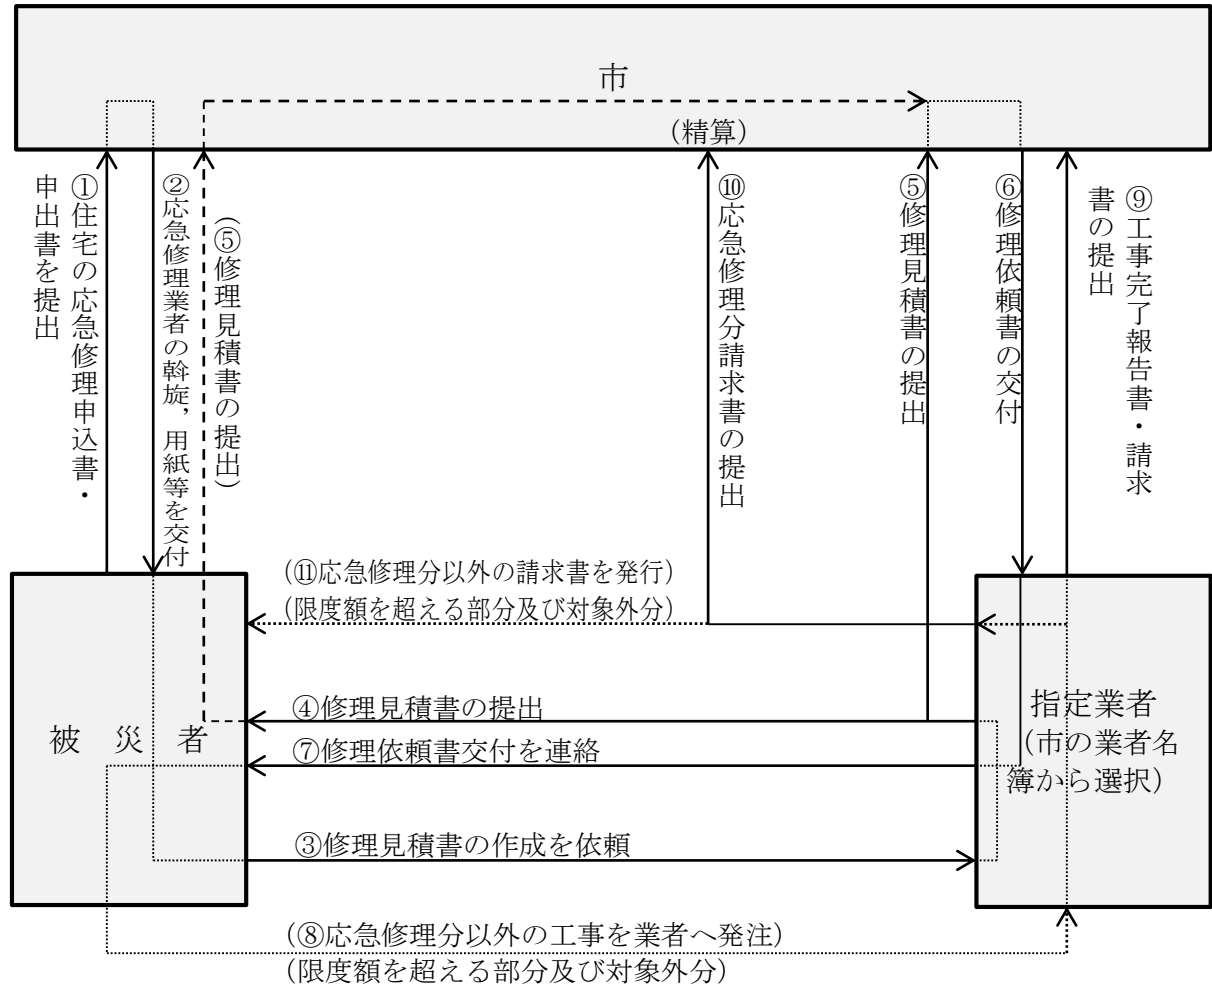 市
(精算)
①住宅の応急修理申込書・
申出書を提出
②応急修理業者の斡旋，用紙等を交付
(⑤修理見積書の提出)
⑩応急修理分請求書の提出
⑤修理見積書の提出
⑥修理依頼書の交付
⑨工事完了報告書・請求
書の提出
(⑪応急修理分以外の請求書を発行)
(限度額を超える部分及び対象外分)
④修理見積書の提出
⑦修理依頼書交付を連絡
③修理見積書の作成を依頼
被　災　者
指定業者
(市の業者名
簿から選択)
(⑧応急修理分以外の工事を業者へ発注)
(限度額を超える部分及び対象外分)